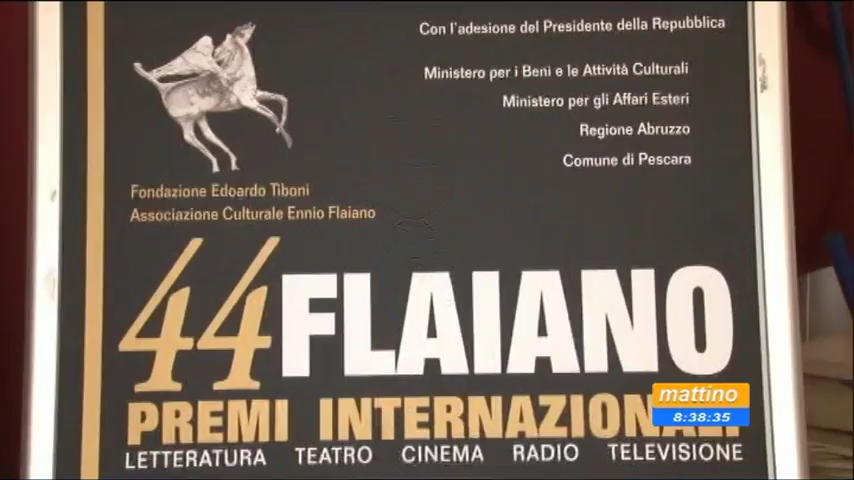 Con l'adesione del Presidente della Repubblica
Ministero per i Beni e le Attività Culturali
Ministero per gli Affari Esteri
Regione Abruzzo
Comune di Pescara
Fondazione Edoardo Tiboni
Associazione Culturale Ennio Flaiano
44 FLAIANO
PREMI INTERNAZIONALI
LETTERATURA TEATRO CINEMA RADIO TELEVISIONE
mattino
8:38:35